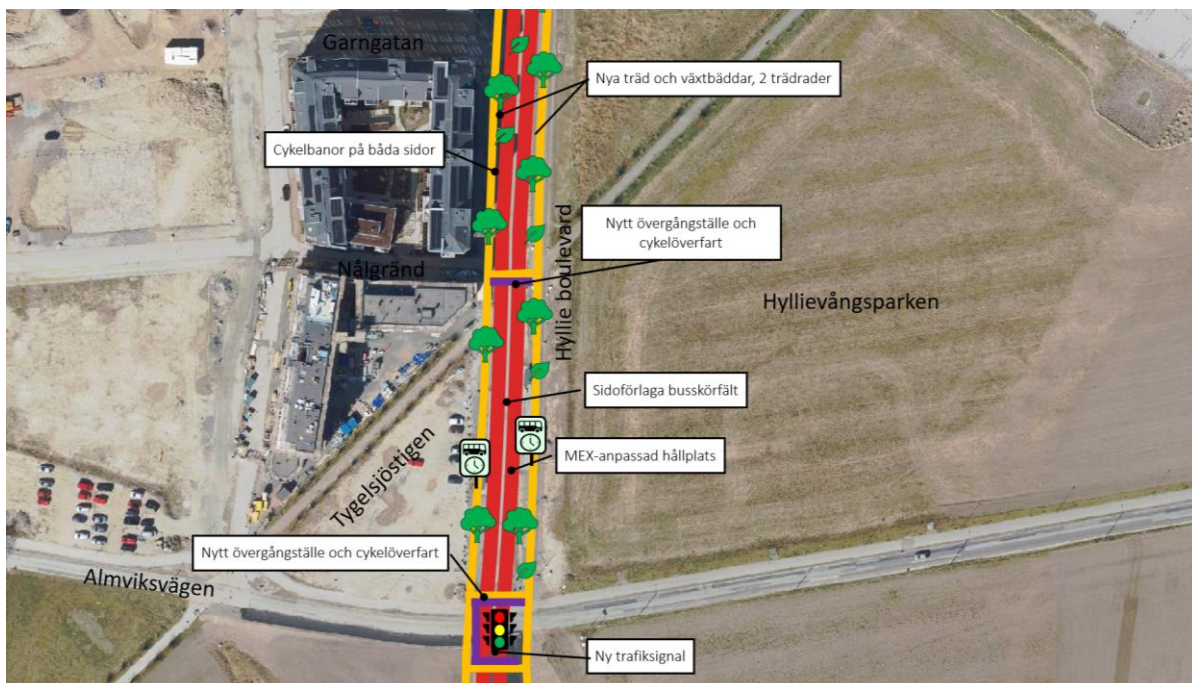 Garngatan
Nya träd och växtbäddar, 2 trädrader
Cykelbanor på båda sidor
Nytt övergångställe och
cykelöverfart
Nålgränd
Hyllie boulevard
Hyllievångsparken
Sidoförlaga busskörfält
MEX-anpassad hållplats
Tygelsjöstigen
Nytt övergångställe och cykelöverfart
Almviksvägen
Ny trafiksignal